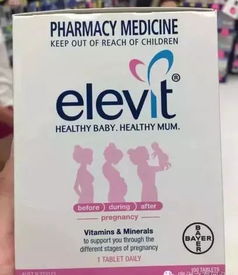 PHARMACY MEDICINE
KEEP OUT OF REACH OF CHILDREN
elevit®
HEALTHY BABY. HEALTHY MUM.
before during after
pregnancy
Vitamins & Minerals
to support you through the
different stages of pregnancy
1 TABLET DAILY
BAYER
BAYER
100 TABLETS